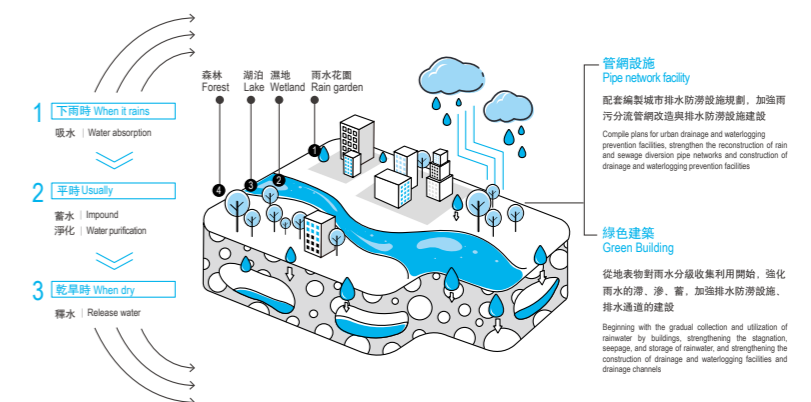 1
下雨時 When it rains
吸水 | Water absorption
2
平時 Usually
蓄水 | Impound
淨化 | Water purification
3
乾旱時 When dry
釋水 | Release water
森林
Forest
湖泊
Lake
濕地
Wetland
雨水花園
Rain garden
1
2
3
4
管網設施
Pipe network facility
配套編製城市排水防澇設施規劃，加強雨
污分流管網改造與排水防澇設施建設
Compile plans for urban drainage and waterlogging
prevention facilities, strengthen the reconstruction of rain
and sewage diversion pipe networks and construction of
drainage and waterlogging prevention facilities
綠色建築
Green Building
從地表物對雨水分級收集利用開始，強化
雨水的滯、滲、蓄，加強排水防澇設施、
排水通道的建設
Beginning with the gradual collection and utilization of
rainwater by buildings, strengthening the stagnation,
seepage, and storage of rainwater, and strengthening the
construction of drainage and waterlogging facilities and
drainage channels